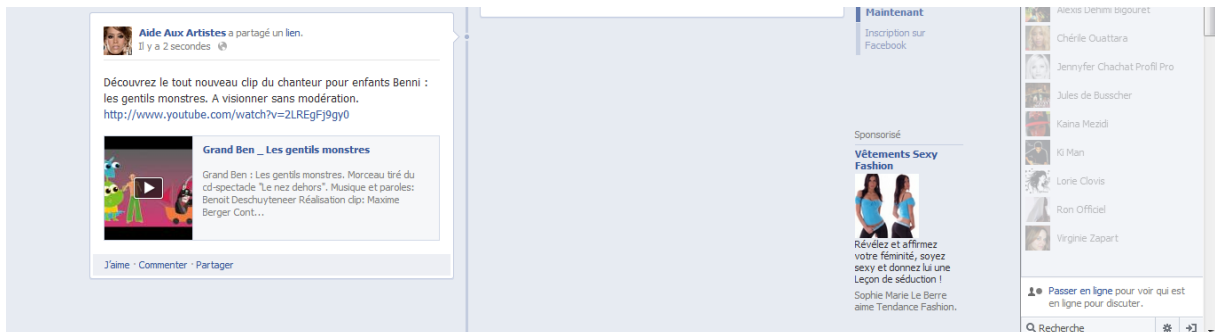 Aide Aux Artistes a partagé un lien.
Il y a 2 secondes
Découvrez le tout nouveau clip du chanteur pour enfants Benni :
les gentils monstres. A visionner sans modération.
http://www.youtube.com/watch?v=2LREgFj9gy0
Grand Ben _ Les gentils monstres
Grand Ben : Les gentils monstres. Morceau tiré du
cd-spectacle "Le nez dehors". Musique et paroles:
Benoit Deschuyteneer Réalisation clip: Maxime
Berger Cont...
J'aime · Commenter · Partager
Maintenant
Inscription sur
Facebook
Sponsorisé
Vêtements Sexy
Fashion
Révélez et affirmez
votre féminité, soyez
sexy et donnez lui une
Leçon de séduction !
Sophie Marie Le Berre
aime Tendance Fashion.
Alexis Dehimi Bigouret
Chérile Ouattara
Jennyfer Chachat Profil Pro
Jules de Busscher
Kaina Mezidi
Ki Man
Lorie Clovis
Ron Officiel
Virginie Zapart
Passer en ligne pour voir qui est
en ligne pour discuter.
Recherche